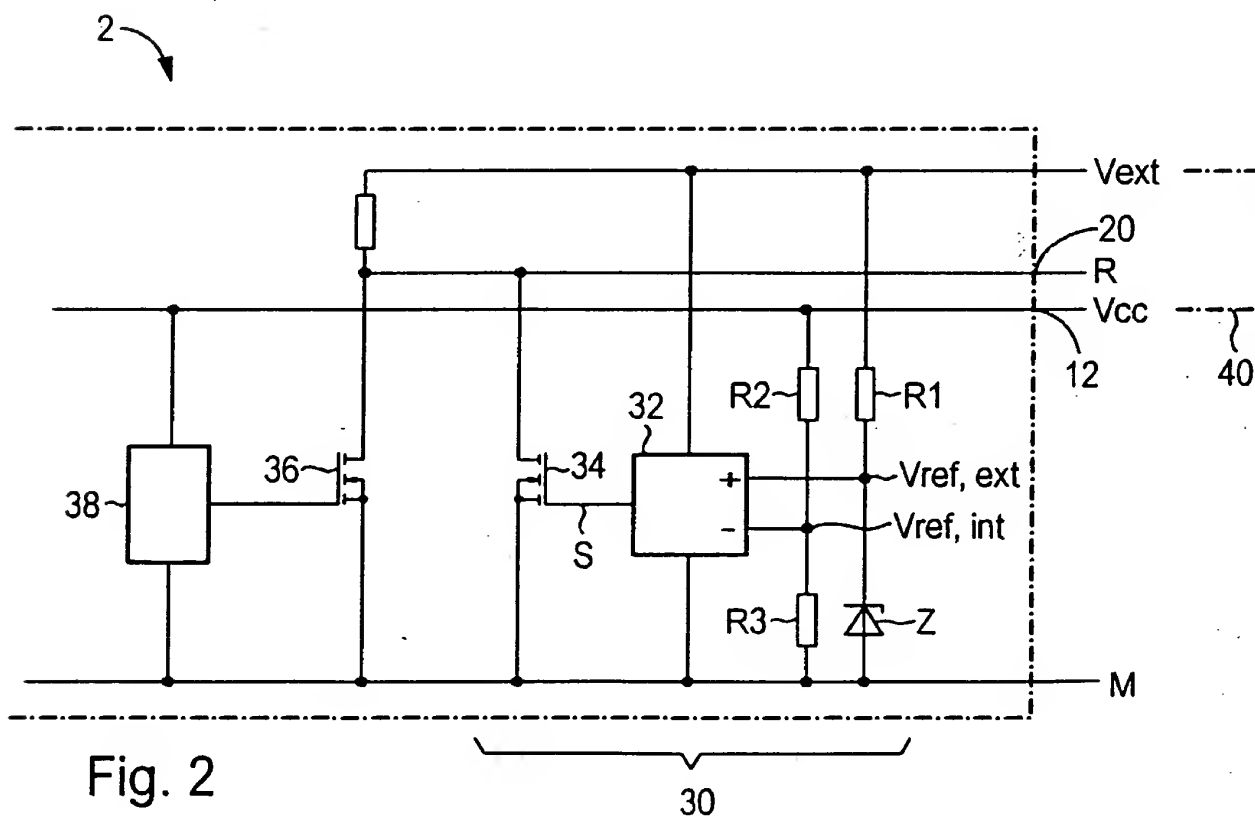 2
Vext
20
R
Vcc
12
40
R2
R1
32
36
34
38
+
Vref, ext
-
Vref, int
S
R3
Z
M
Fig. 2
30